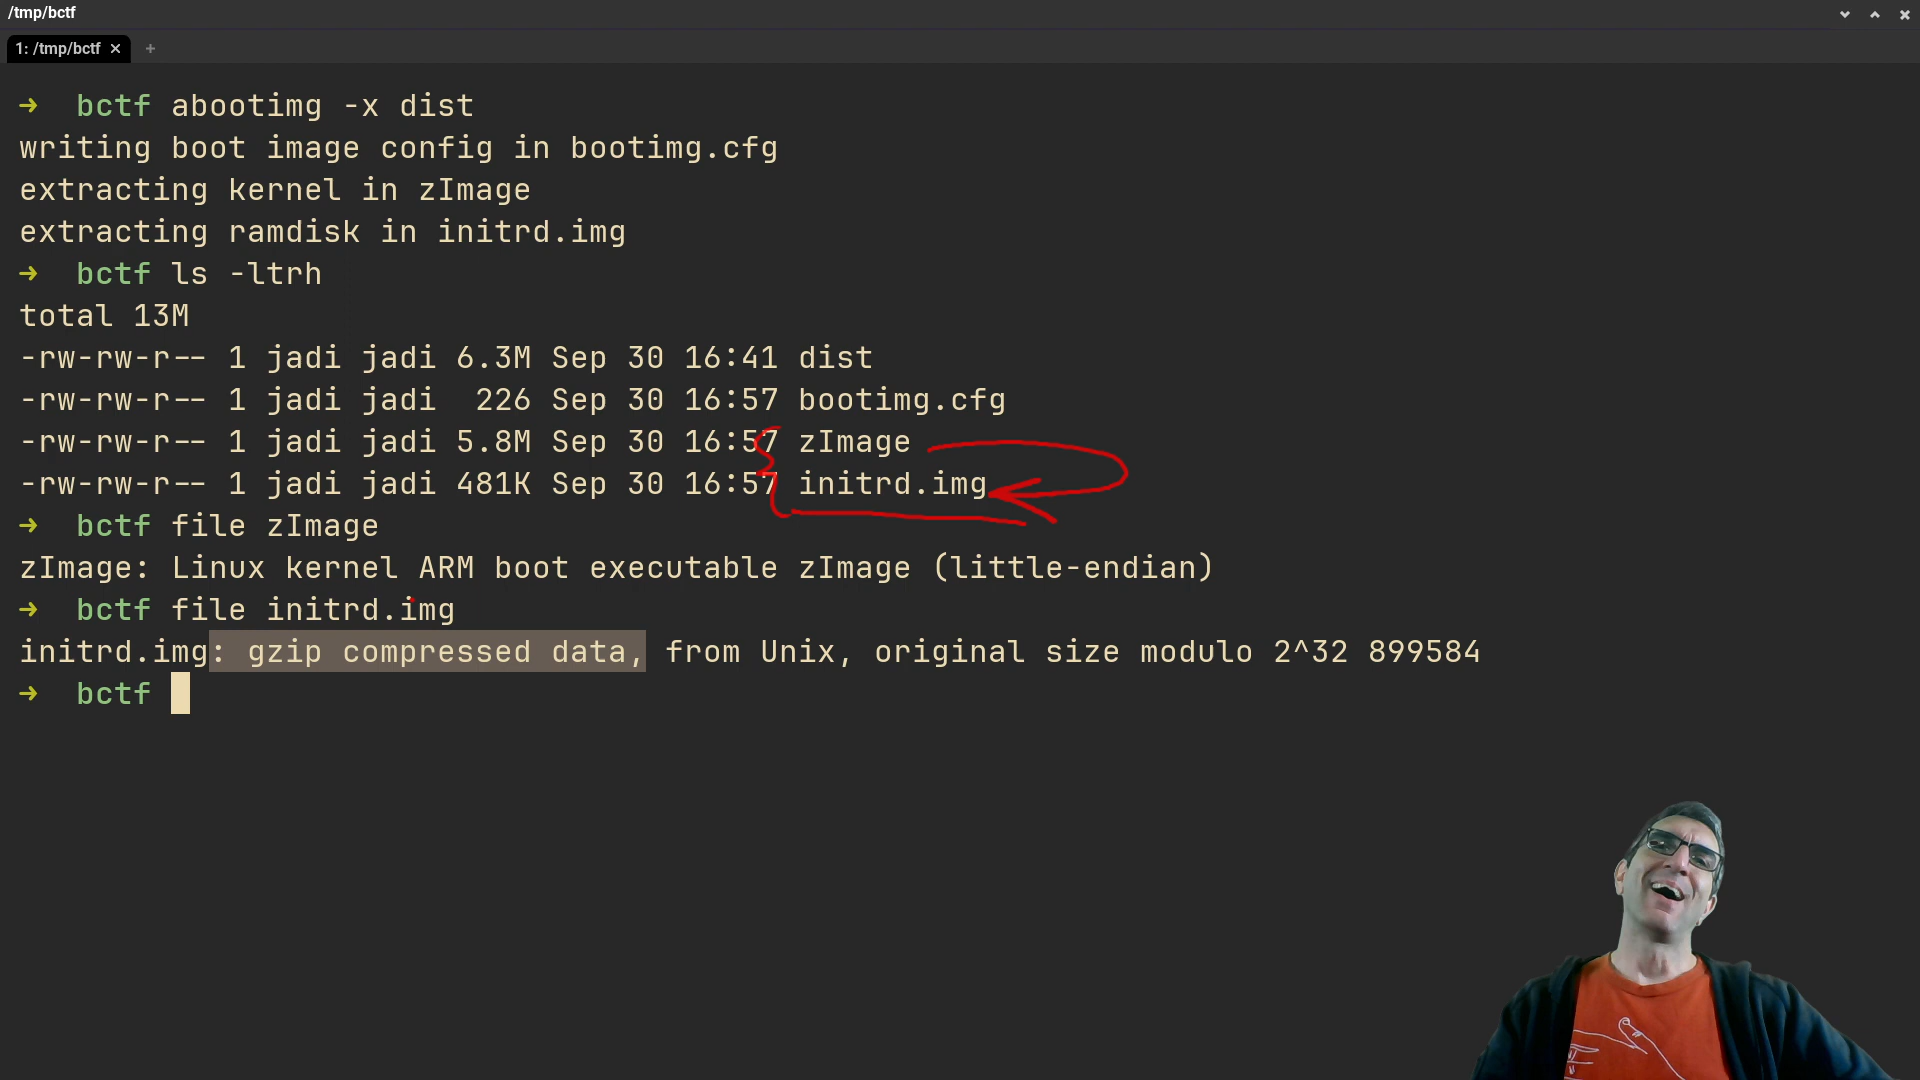 /tmp/bctf
1: /tmp/bctf × +
➜ bctf abootimg -x dist
writing boot image config in bootimg.cfg
extracting kernel in zImage
extracting ramdisk in initrd.img
➜ bctf ls -ltrh
total 13M
-rw-rw-r-- 1 jadi jadi 6.3M Sep 30 16:41 dist
-rw-rw-r-- 1 jadi jadi  226 Sep 30 16:57 bootimg.cfg
-rw-rw-r-- 1 jadi jadi 5.8M Sep 30 16:57 zImage
-rw-rw-r-- 1 jadi jadi 481K Sep 30 16:57 initrd.img
➜ bctf file zImage
zImage: Linux kernel ARM boot executable zImage (little-endian)
➜ bctf file initrd.img
initrd.img: gzip compressed data, from Unix, original size modulo 2^32 899584
➜ bctf